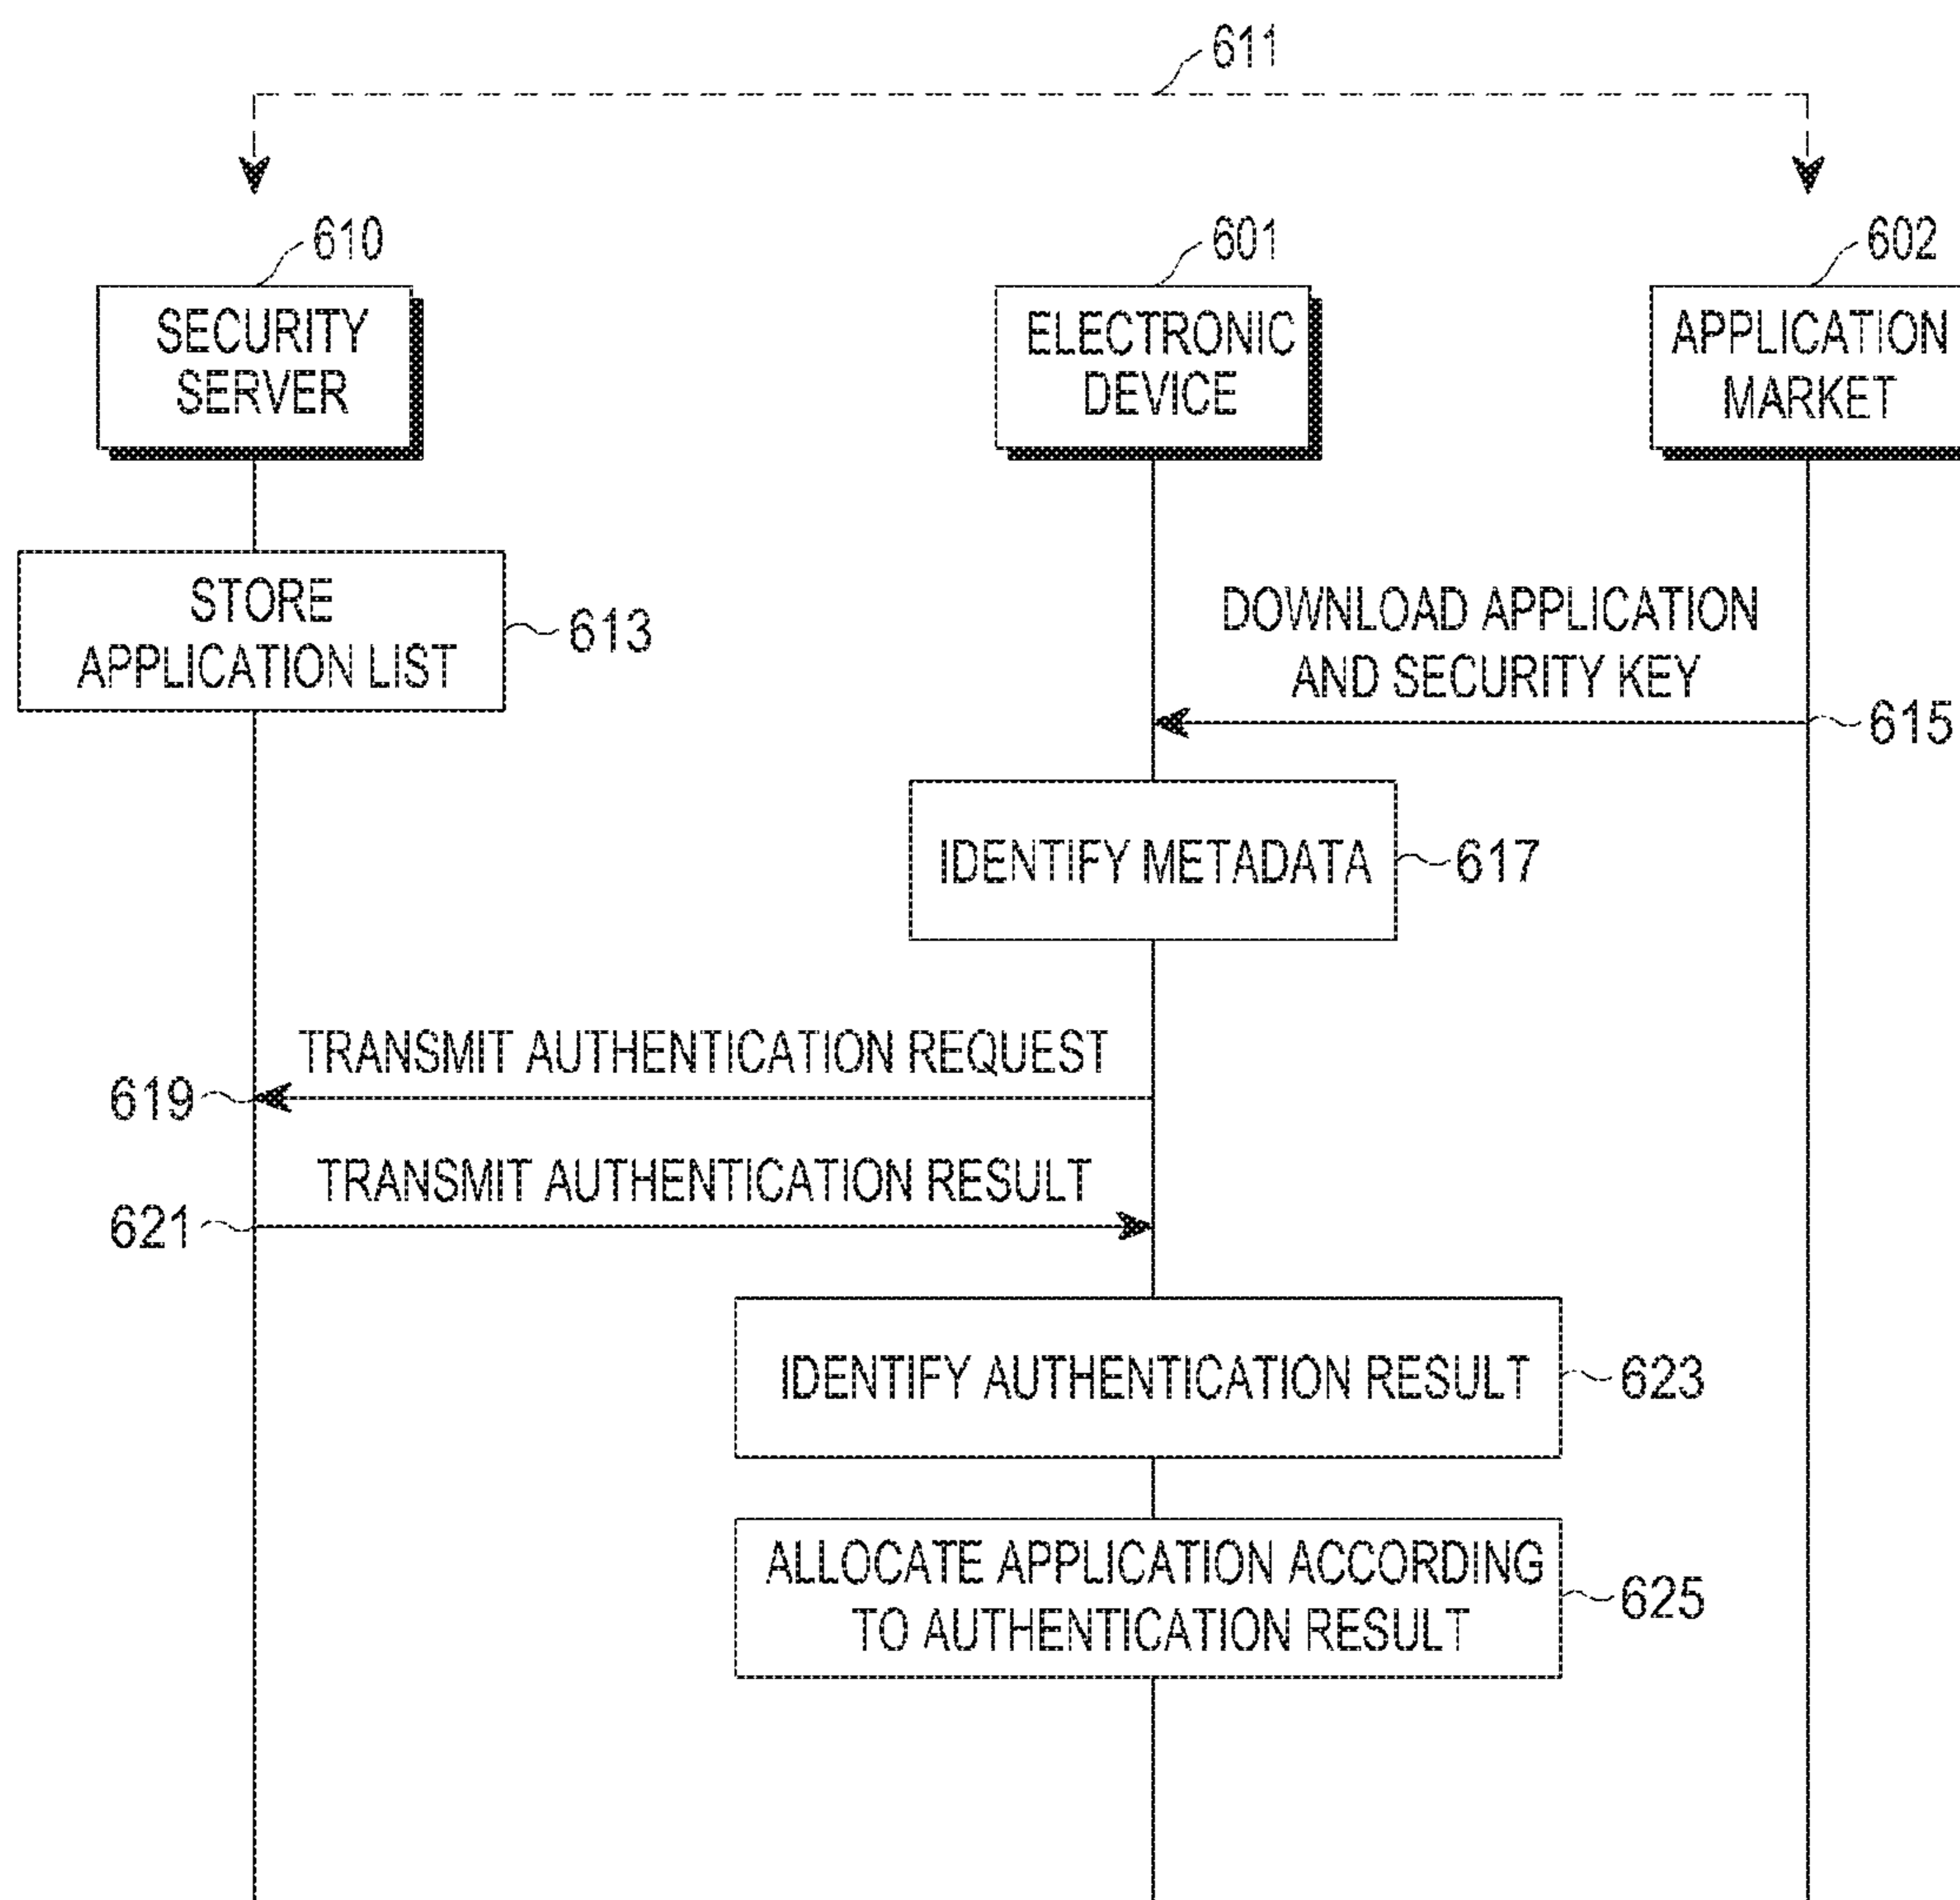 611
610
601
602
SECURITY
SERVER
ELECTRONIC
DEVICE
APPLICATION
MARKET
STORE
APPLICATION LIST
613
DOWNLOAD APPLICATION
AND SECURITY KEY
615
IDENTIFY METADATA
617
TRANSMIT AUTHENTICATION REQUEST
619
TRANSMIT AUTHENTICATION RESULT
621
IDENTIFY AUTHENTICATION RESULT
623
ALLOCATE APPLICATION ACCORDING
TO AUTHENTICATION RESULT
625